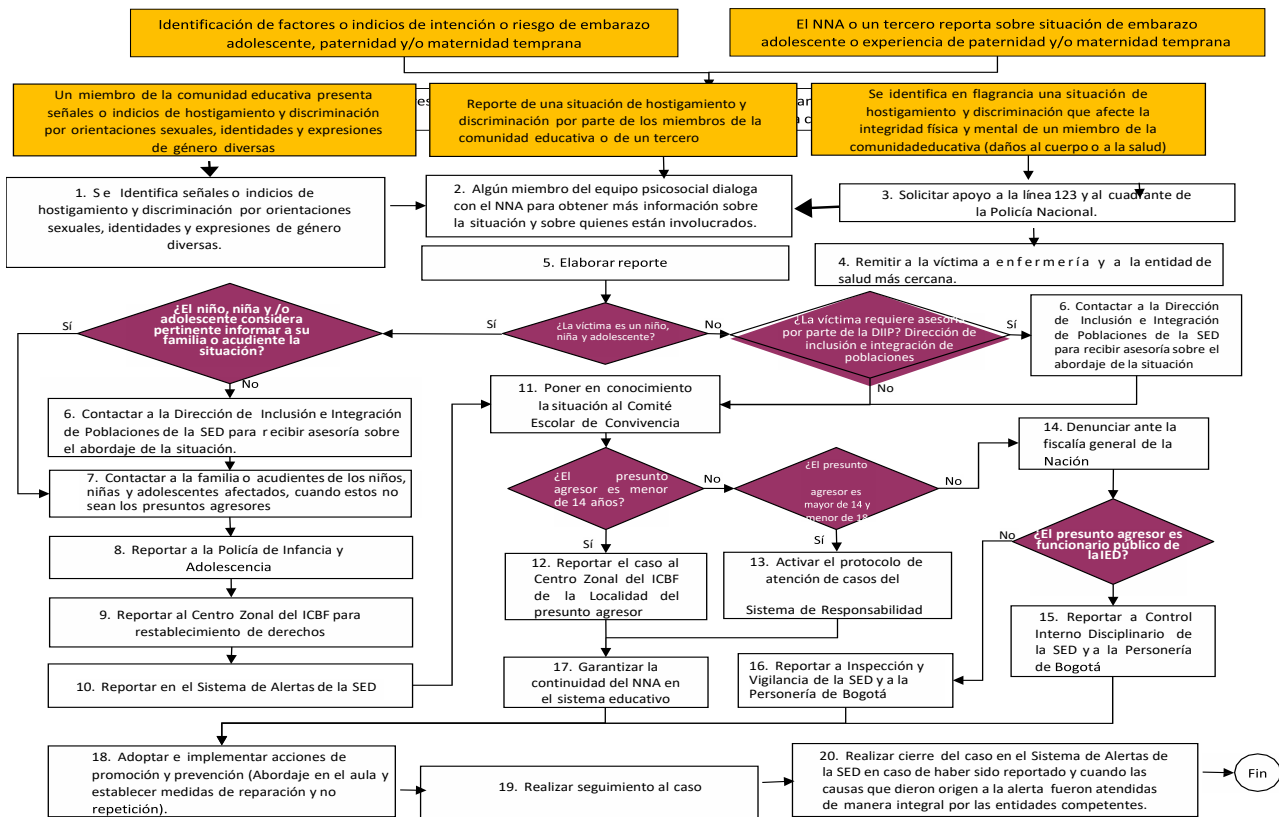 Identificación de factores o indicios de intención o riesgo de embarazo
adolescente, paternidad y/o maternidad temprana
El NNA o un tercero reporta sobre situación de embarazo
adolescente o experiencia de paternidad y/o maternidad temprana
Un miembro de la comunidad educativa presenta
señales o indicios de hostigamiento y discriminación
por orientaciones sexuales, identidades y expresiones
de género diversas
Reporte de una situación de hostigamiento y
discriminación por parte de los miembros de la
comunidad educativa o de un tercero
Se identifica en flagrancia una situación de
hostigamiento y discriminación que afecte la
integridad física y mental de un miembro de la
comunidadeducativa (daños al cuerpo o a la salud)
1. S e Identifica señales o indicios de
hostigamiento y discriminación por orientaciones
sexuales, identidades y expresiones de género
diversas.
2. Algún miembro del equipo psicosocial dialoga
con el NNA para obtener más información sobre
la situación y sobre quienes están involucrados.
3. Solicitar apoyo a la línea 123 y al cuadrante de
la Policía Nacional.
4. Remitir a la víctima a enfermería y a la entidad de
salud más cercana.
5. Elaborar reporte
¿El niño, niña y /o
adolescente considera
pertinente informar a su
familia o acudiente la
situación?
Sí
No
¿La víctima es un niño,
niña y adolescente?
Sí
No
¿La víctima requiere asesoría
por parte de la DIIP? Dirección de
inclusión e integración de
poblaciones
Sí
No
6. Contactar a la Dirección
de Inclusión e Integración
de Poblaciones de la SED
para recibir asesoría sobre el
abordaje de la situación
6. Contactar a la Dirección de Inclusión e Integración
de Poblaciones de la SED para recibir asesoría sobre
el abordaje de la situación.
7. Contactar a la familia o acudientes de los niños,
niñas y adolescentes afectados, cuando estos no
sean los presuntos agresores
8. Reportar a la Policía de Infancia y
Adolescencia
9. Reportar al Centro Zonal del ICBF para
restablecimiento de derechos
10. Reportar en el Sistema de Alertas de la SED
11. Poner en conocimiento
la situación al Comité
Escolar de Convivencia
¿El presunto
agresor es menor
de 14 años?
No
Sí
¿El presunto
agresor es
mayor de 14 y
menor de 18
No
Sí
14. Denunciar ante la
fiscalía general de la
Nación
¿El presunto agresor es
funcionario público de
laIED?
No
12. Reportar el caso al
Centro Zonal del ICBF
de la Localidad del
presunto agresor
13. Activar el protocolo de
atención de casos del
Sistema de Responsabilidad
15. Reportar a Control
Interno Disciplinario de
la SED y a la Personería
de Bogotá
16. Reportar a Inspección y
Vigilancia de la SED y a la
Personería de Bogotá
17. Garantizar la
continuidad del NNA en
el sistema educativo
18. Adoptar e implementar acciones de
promoción y prevención (Abordaje en el aula y
establecer medidas de reparación y no
repetición).
19. Realizar seguimiento al caso
20. Realizar cierre del caso en el Sistema de Alertas de
la SED en caso de haber sido reportado y cuando las
causas que dieron origen a la alerta fueron atendidas
de manera integral por las entidades competentes.
Fin